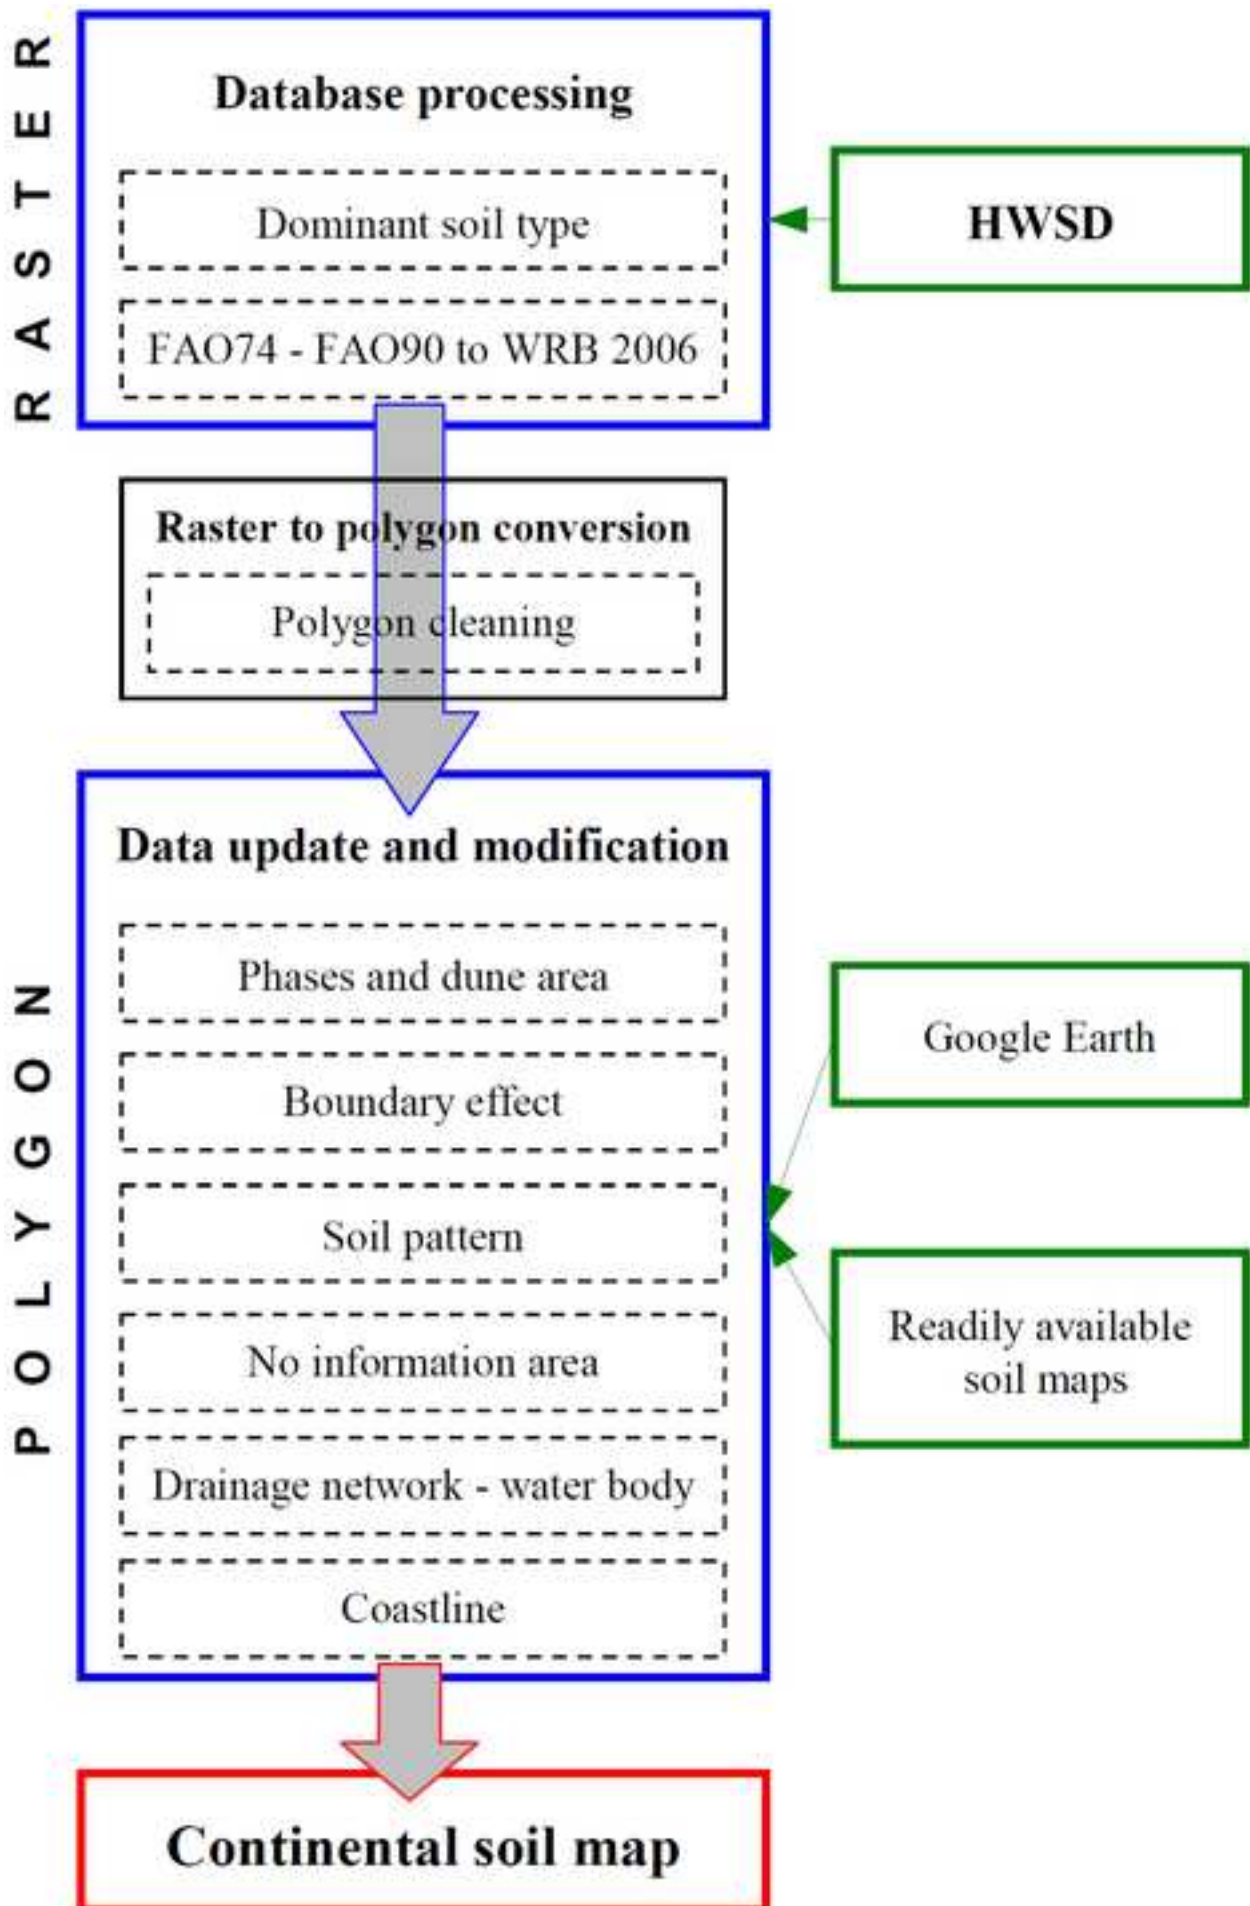 RASTER
Database processing
Dominant soil type
FAO74 - FAO90 to WRB 2006
HWSD
Raster to polygon conversion
Polygon cleaning
POLYGON
Data update and modification
Phases and dune area
Boundary effect
Soil pattern
No information area
Drainage network - water body
Coastline
Google Earth
Readily available
soil maps
Continental soil map